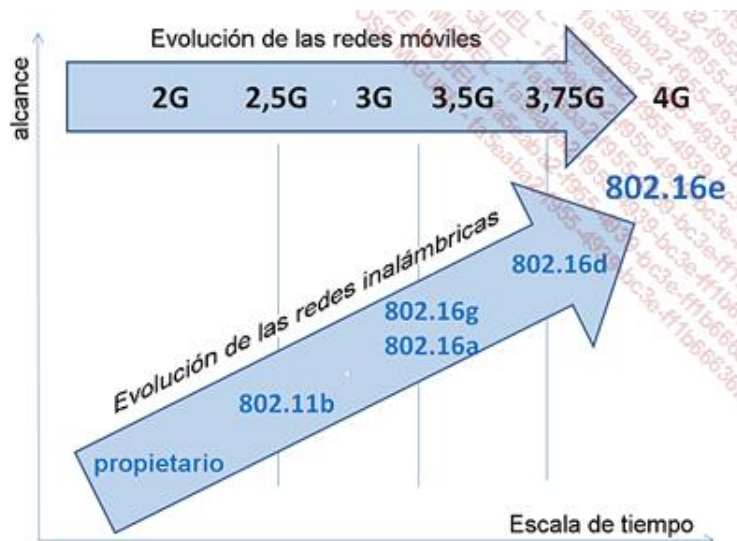 Evolución de las redes móviles
alcance
2G 2,5G 3G 3,5G 3,75G 4G
802.16e
Evolución de las redes inalámbricas
802.16d
802.16g
802.16a
802.11b
propietario
Escala de tiempo